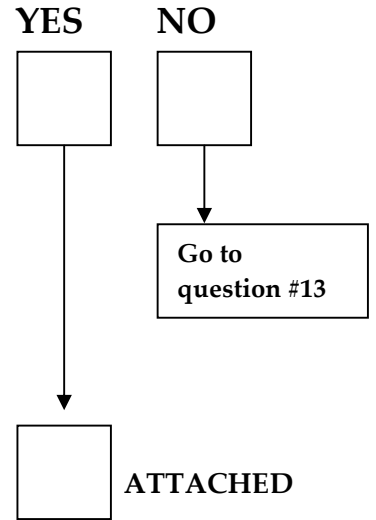 YES NO
Go to
question #13
ATTACHED